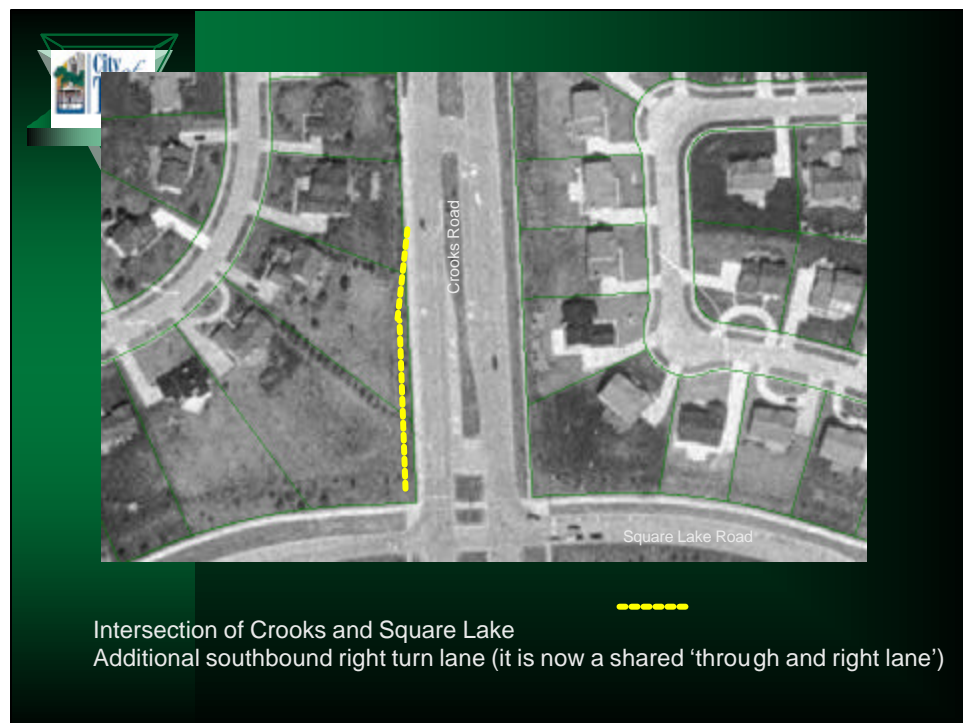 City
Crooks Road
Square Lake Road
Intersection of Crooks and Square Lake
Additional southbound right turn lane (it is now a shared ‘through and right lane’)